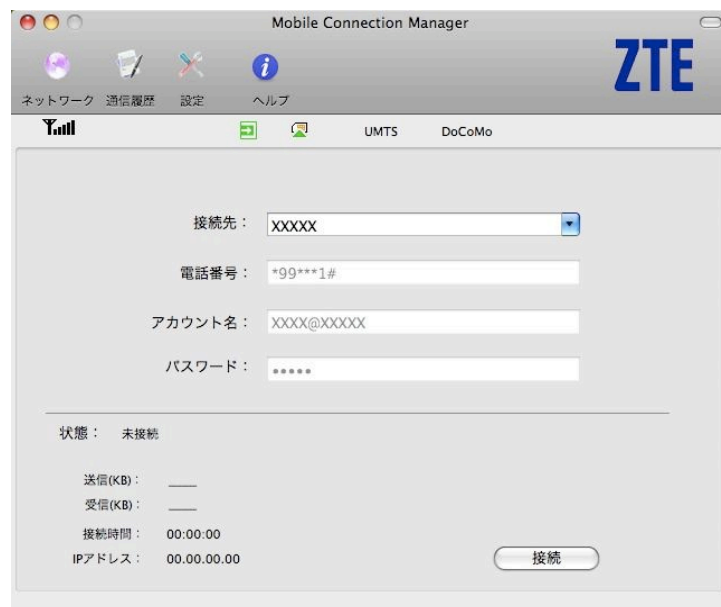 Mobile Connection Manager
ZTE
ネットワーク 通信履歴 設定 ヘルプ
UMTS DoCoMo
接続先： XXXXX
電話番号： *99***1#
アカウント名： XXXX@XXXXX
パスワード： •••••
状態： 未接続
送信(KB)： ____
受信(KB)： ____
接続時間： 00:00:00
IPアドレス： 00.00.00.00
接続